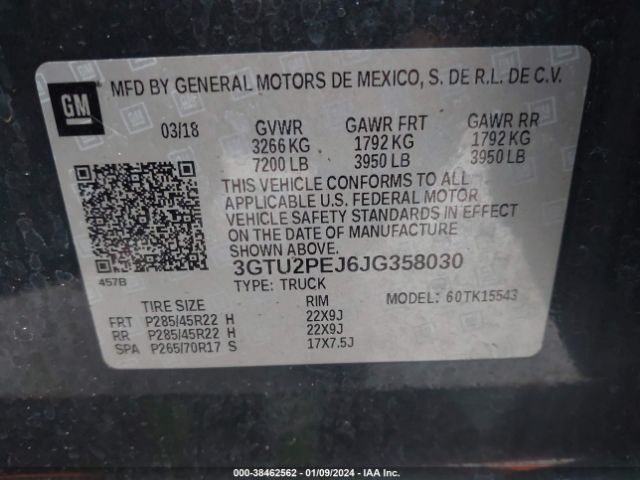 GM
MFD BY GENERAL MOTORS DE MEXICO, S. DE R.L. DE C.V.
03/18 GVWR GAWR FRT GAWR RR
3266 KG 1792 KG 1792 KG
7200 LB 3950 LB 3950 LB
THIS VEHICLE CONFORMS TO ALL
APPLICABLE U.S. FEDERAL MOTOR
VEHICLE SAFETY STANDARDS IN EFFECT
ON THE DATE OF MANUFACTURE
SHOWN ABOVE.
3GTU2PEJ6JG358030
457B
TYPE: TRUCK MODEL: 60TK15543
TIRE SIZE RIM
FRT P285/45R22 H 22X9J
RR P285/45R22 H 22X9J
SPA P265/70R17 S 17X7.5J
000-38462562 - 01/09/2024 - IAA Inc.